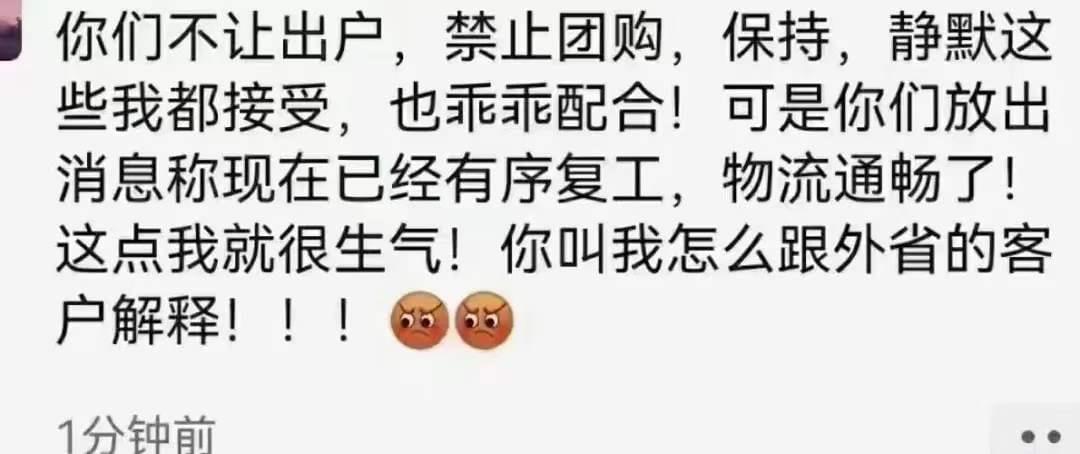 你们不让出户，禁止团购，保持，静默这
些我都接受，也乖乖配合！可是你们放出
消息称现在已经有序复工，物流通畅了！
这点我就很生气！你叫我怎么跟外省的客
户解释！！！
1分钟前